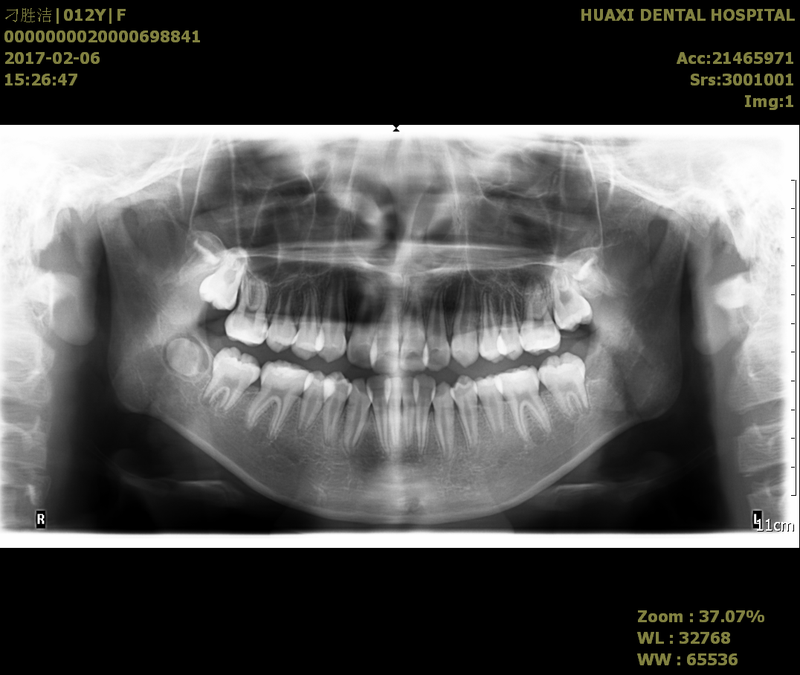 刁胜洁|012Y|F
0000000020000698841
2017-02-06
15:26:47
HUAXI DENTAL HOSPITAL
Acc:21465971
Srs:3001001
Img:1
R
L
11cm
Zoom : 37.07%
WL : 32768
WW : 65536